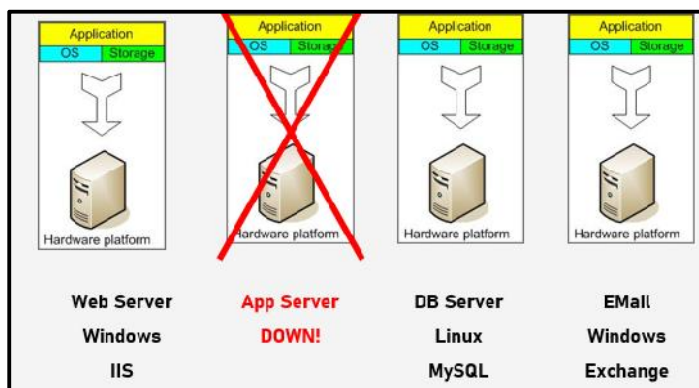 Application
OS Storage
Hardware platform
Web Server
Windows
IIS
Application
OS Storage
Hardware platform
App Server
DOWN!
Application
OS Storage
Hardware platform
DB Server
Linux
MySQL
Application
OS Storage
Hardware platform
EMail
Windows
Exchange